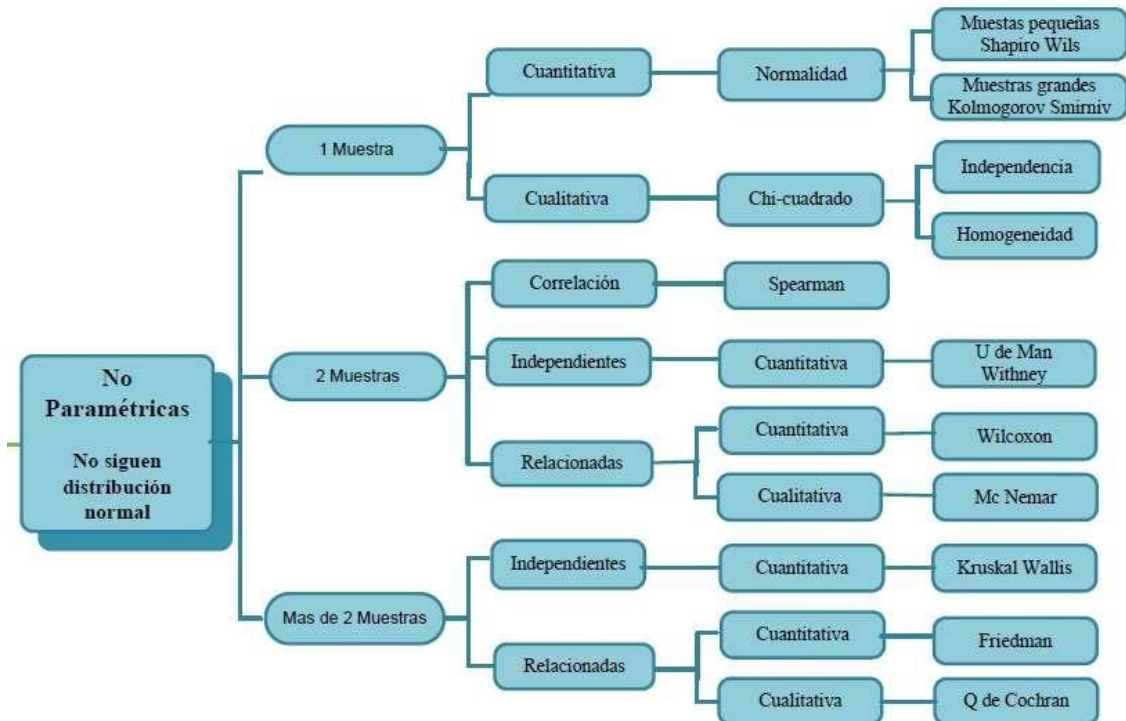 No
Paramétricas
No siguen
distribución
normal
1 Muestra
Cuantitativa
Normalidad
Muestas pequeñas
Shapiro Wils
Muestras grandes
Kolmogorov Smirniv
Cualitativa
Chi-cuadrado
Independencia
Homogeneidad
2 Muestras
Correlación
Spearman
Independientes
Cuantitativa
U de Man
Withney
Relacionadas
Cuantitativa
Wilcoxon
Cualitativa
Mc Nemar
Mas de 2 Muestras
Independientes
Cuantitativa
Kruskal Wallis
Relacionadas
Cuantitativa
Friedman
Cualitativa
Q de Cochran